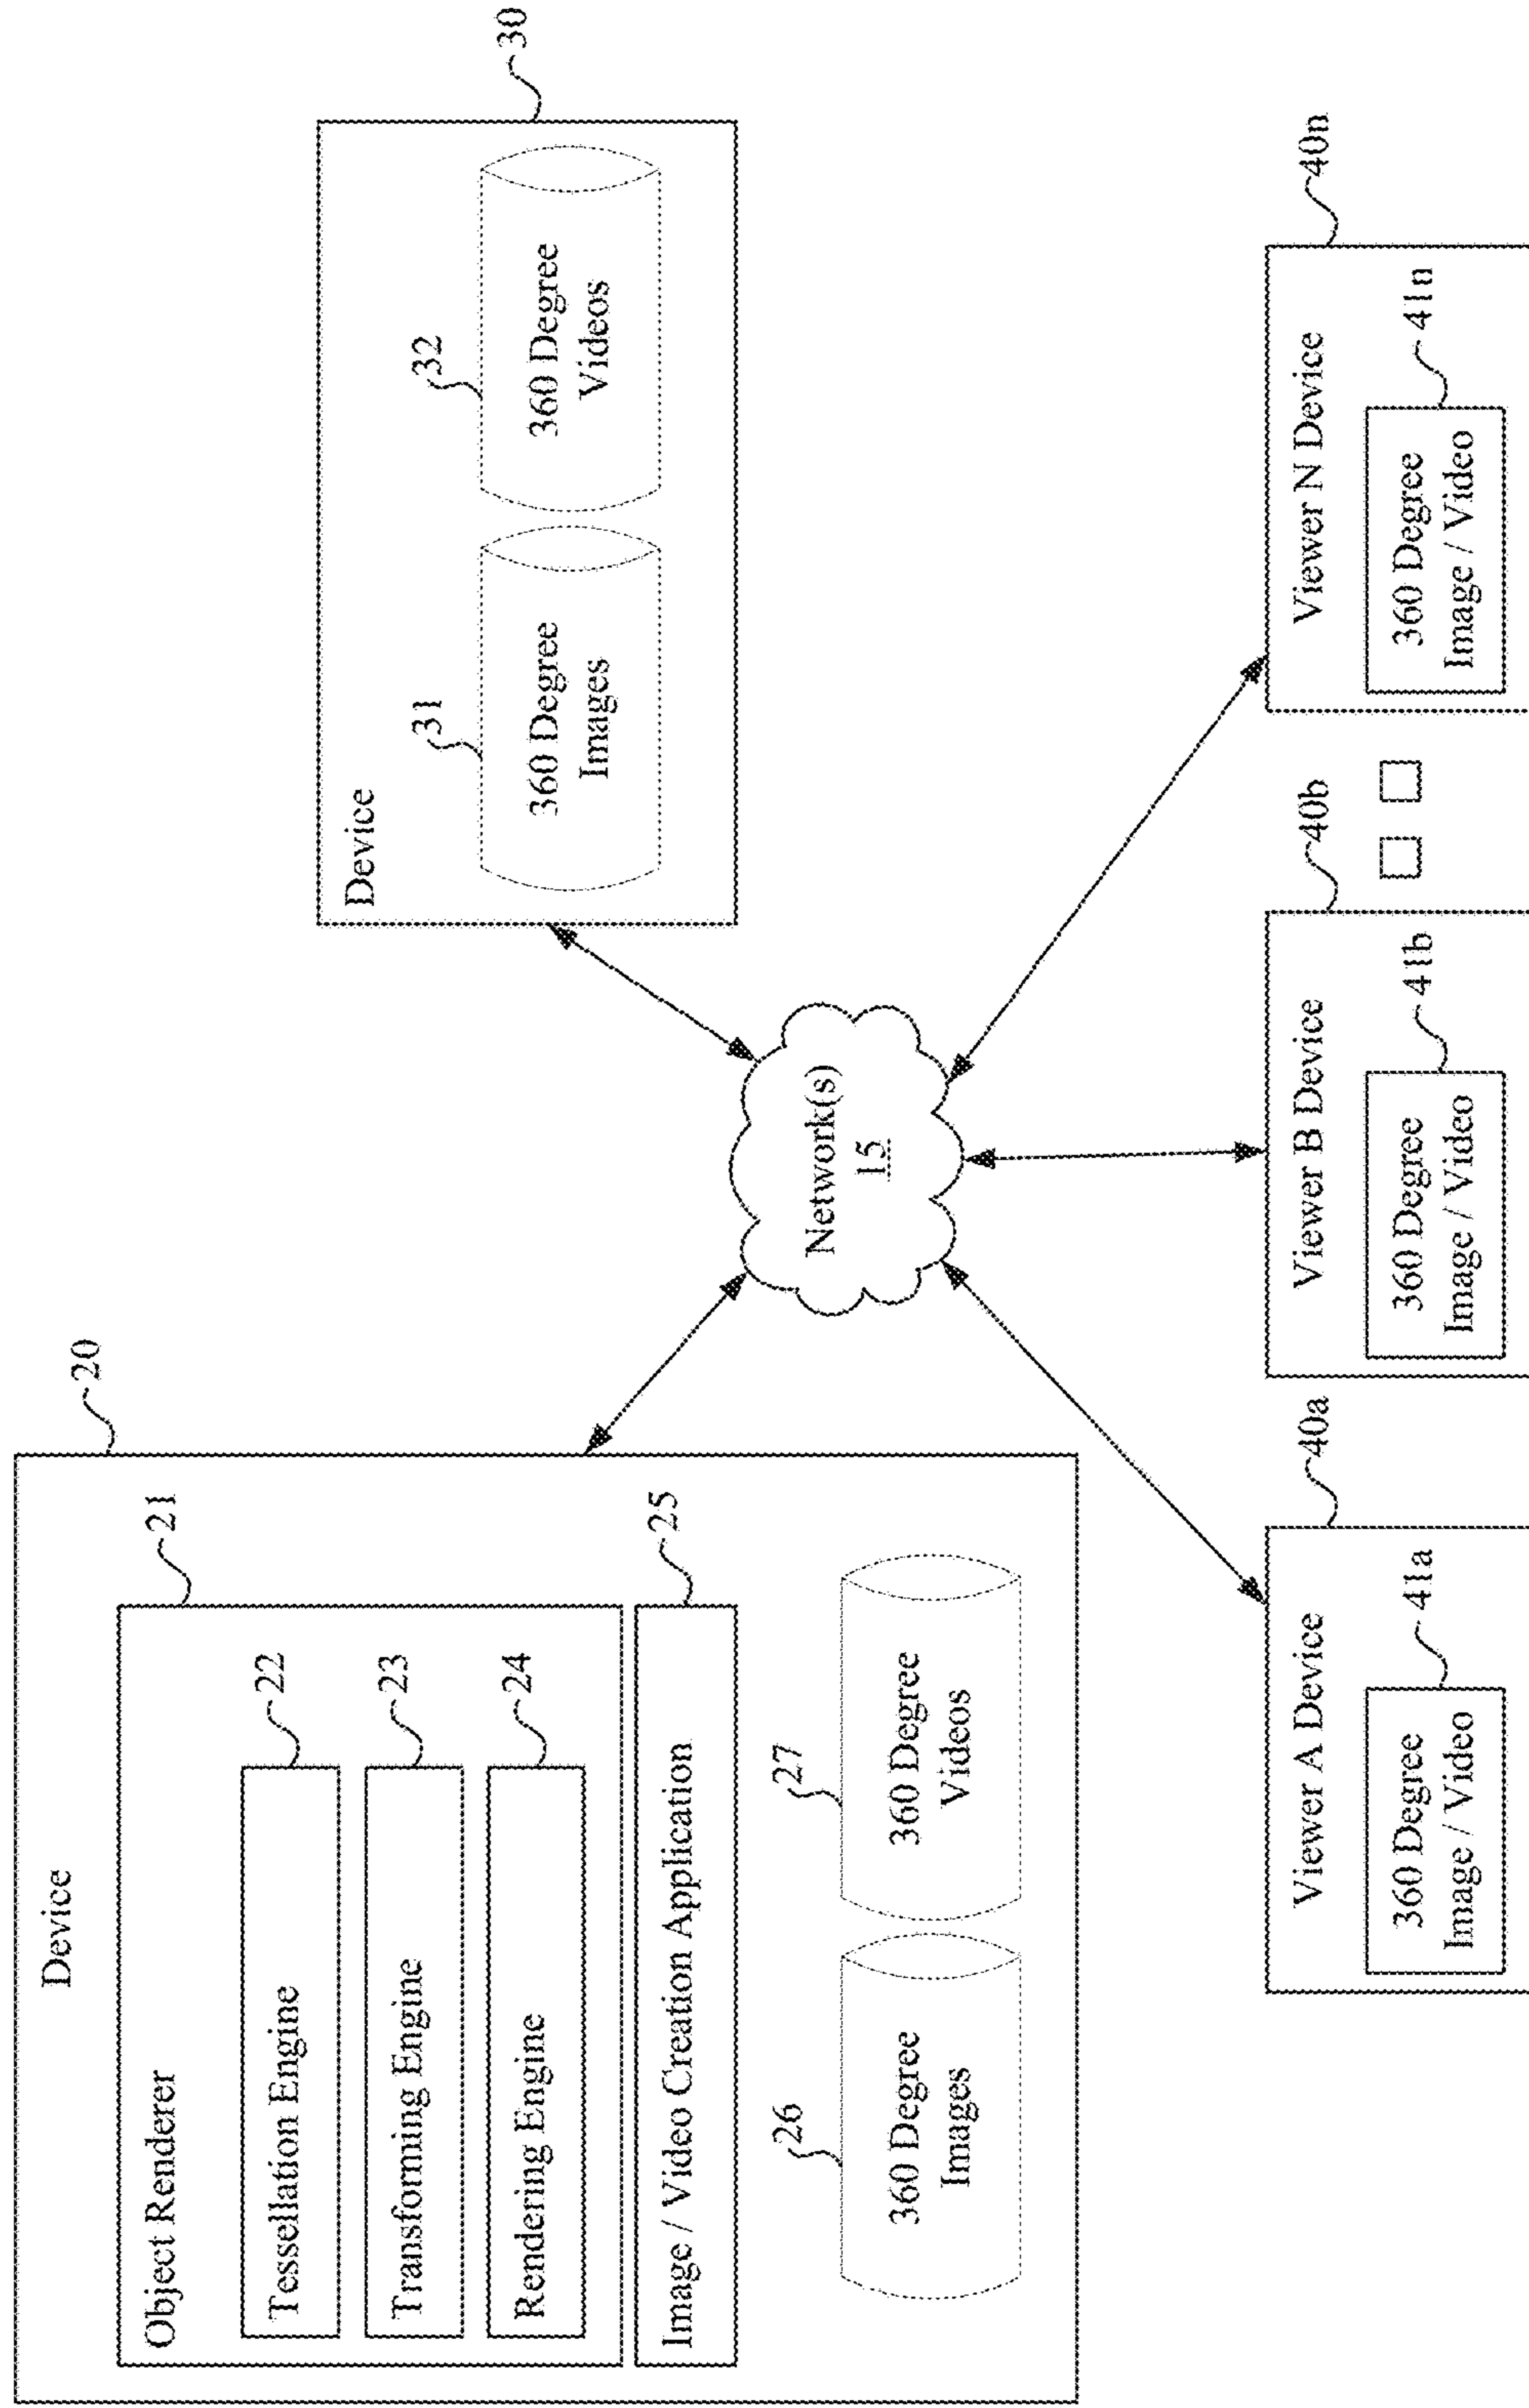 Device
20
Object Renderer
21
Tessellation Engine
22
Transforming Engine
23
Rendering Engine
24
Image / Video Creation Application
25
26
360 Degree
Images
27
360 Degree
Videos
Device
30
31
360 Degree
Images
32
360 Degree
Videos
Network(s)
15
Viewer A Device
40a
360 Degree
Image / Video
41a
Viewer B Device
40b
360 Degree
Image / Video
41b
Viewer N Device
40n
360 Degree
Image / Video
41n